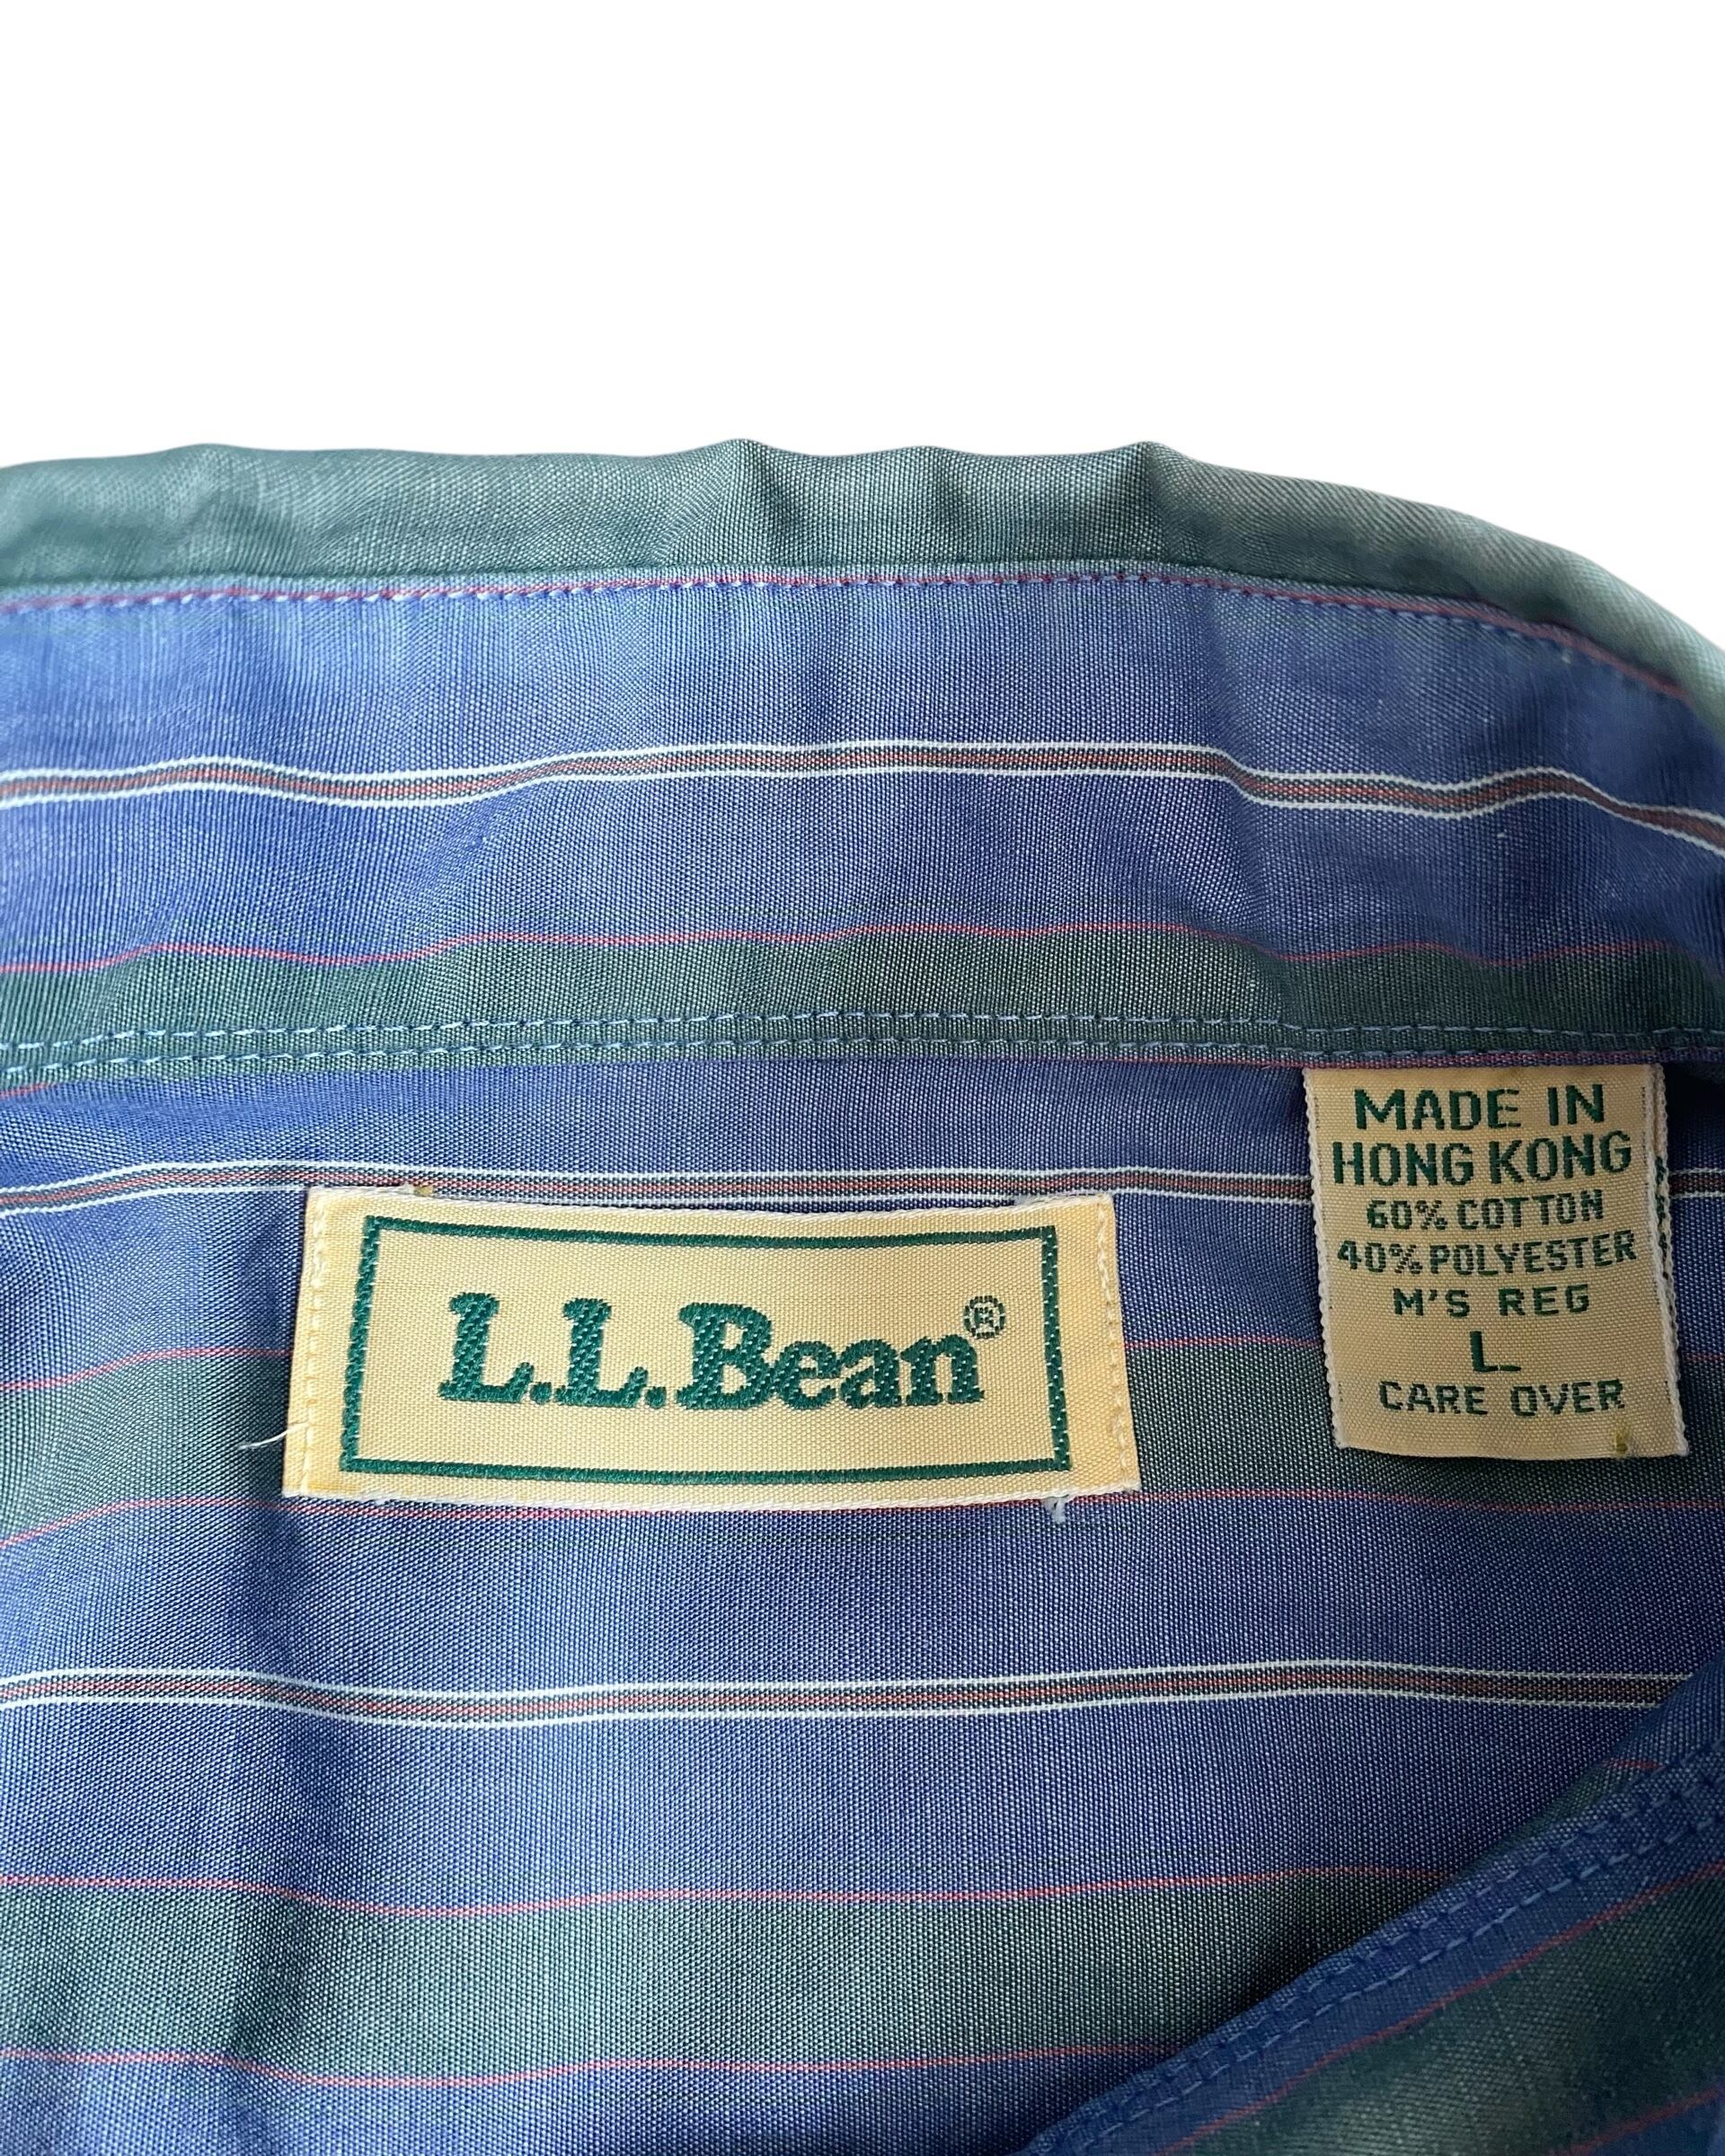 L.L.Bean®
MADE IN
HONG KONG
60% COTTON
40% POLYESTER
M'S REG
L
CARE OVER